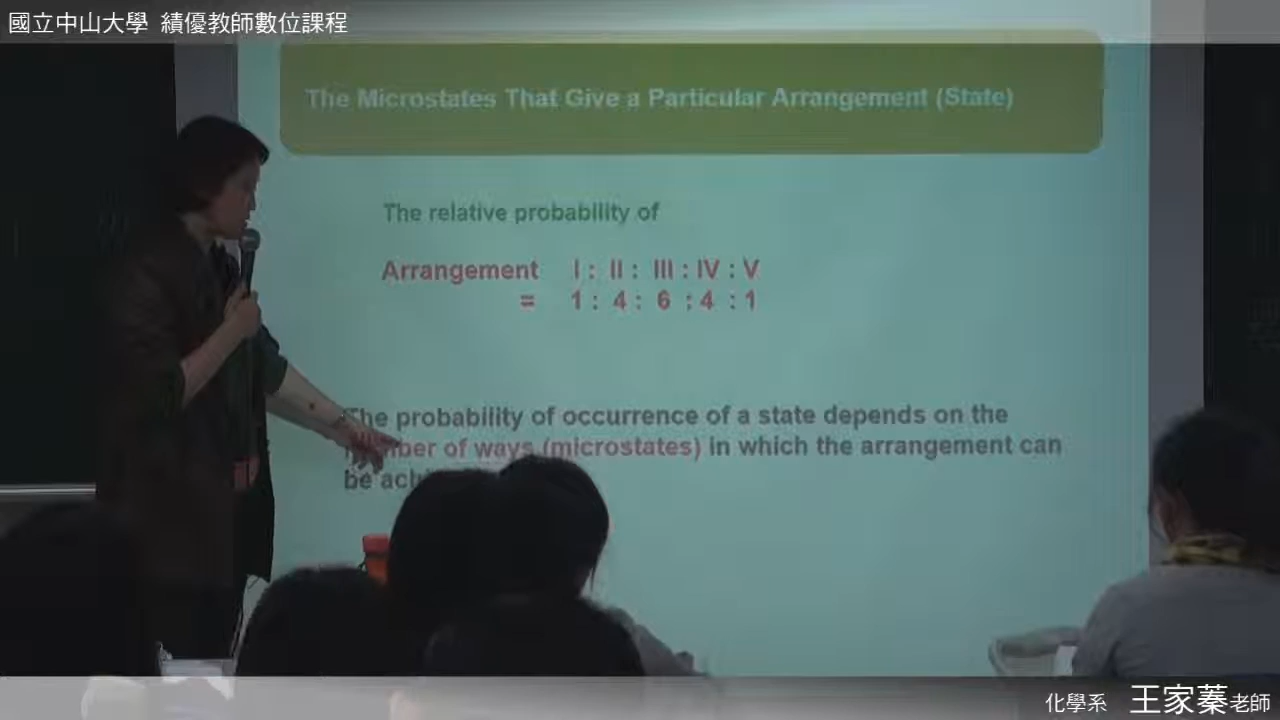 國立中山大學 績優教師數位課程
The Microstates That Give a Particular Arrangement (State)
The relative probability of
Arrangement I : II : III : IV : V
= 1 : 4 : 6 : 4 : 1
The probability of occurrence of a state depends on the
of ways (microstates) in which the arrangement can
be
化學系 王家蓁老師